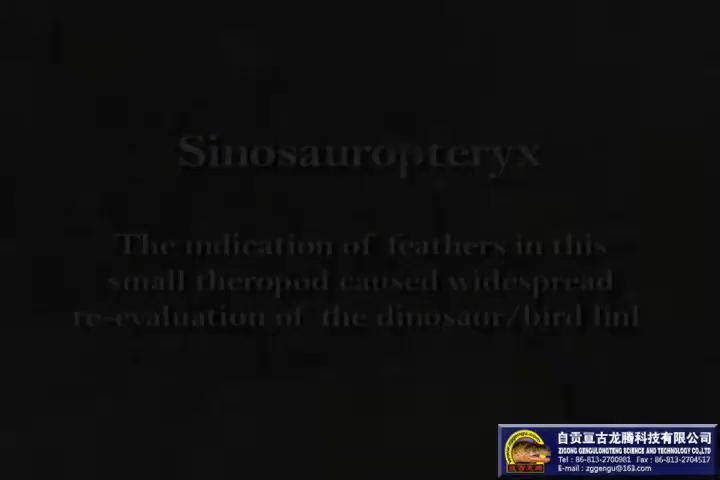 Sinosauropteryx
The indication of feathers in this
small theropod caused widespread
re-evaluation of the dinosaur/bird link
自贡亘古龙腾科技有限公司
ZIGONG GENGULONGTENG SCIENCE AND TECHNOLOGY CO.,LTD
Tel : 86-813-2700981 Fax : 86-813-2704517
E-mail : zggengu@163.com